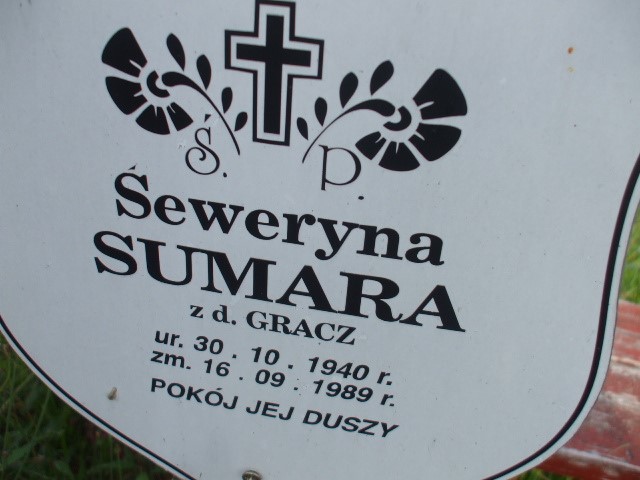 Ś. P.
Seweryna
SUMARA
z d. GRACZ
ur. 30 . 10 . 1940 r.
zm. 16 . 09 . 1989 r.
POKÓJ JEJ DUSZY